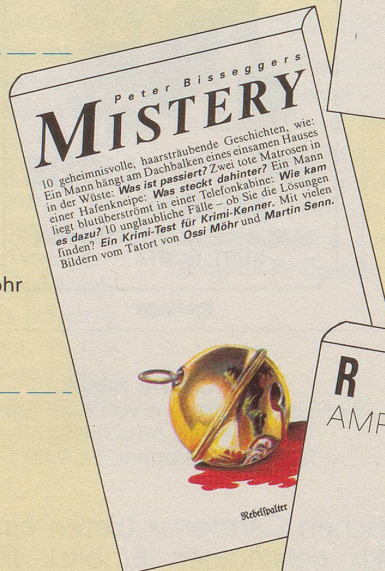 Peter Bisseggers
MISTERY
10 geheimnisvolle, haarsträubende Geschichten, wie:
Ein Mann hängt am Dachbalken eines einsamen Hauses
in der Wüste: Was ist passiert? Zwei tote Matrosen in
einer Hafenkneipe: Was steckt dahinter? Ein Mann
liegt blutüberströmt in einer Telefonkabine: Wie kam
es dazu? 10 unglaubliche Fälle – ob Sie die Lösungen
finden? Ein Krimi-Test für Krimi-Kenner. Mit vielen
Bildern vom Tatort von Ossi Möhr und Martin Senn.
Rebelspalter
öhr
R
AMP